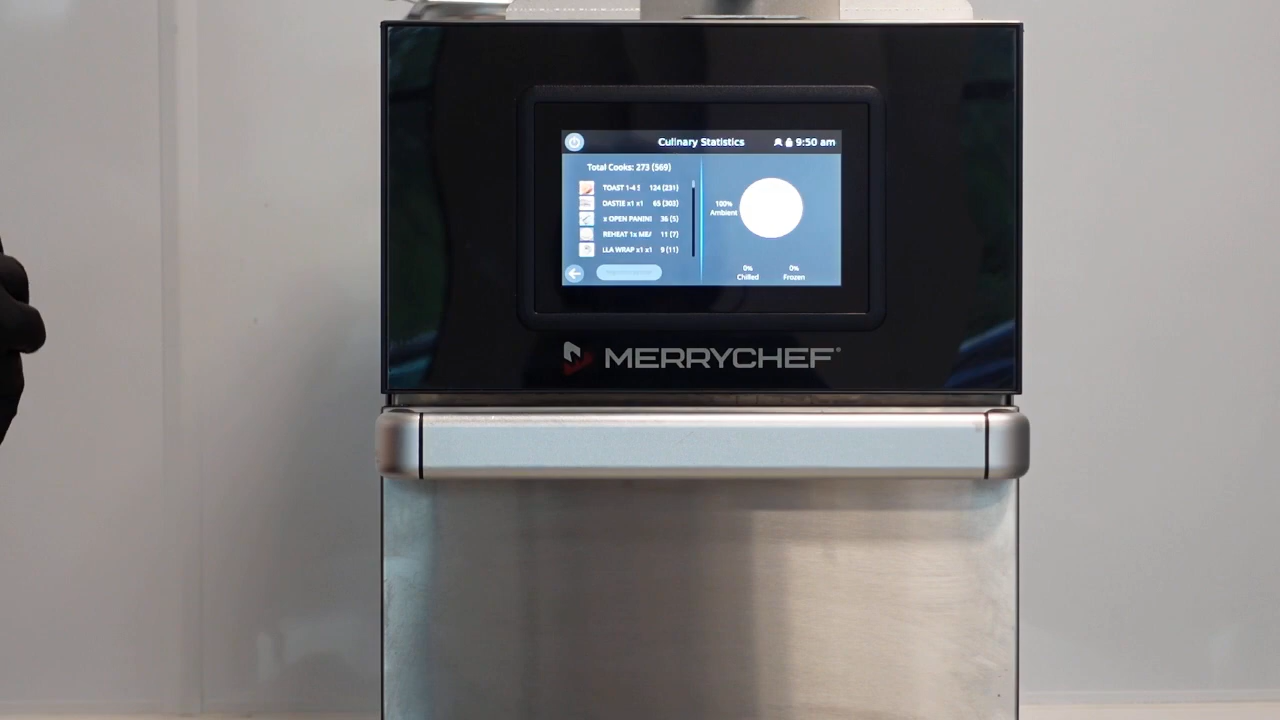 Culinary Statistics
9:50 am
Total Cooks: 273 (569)
TOAST 1-4 124 (231)
DASTIE x1 x1 65 (303)
x OPEN PANINI 36 (5)
REHEAT 1x 11 (7)
LLA WRAP x1 x1 9 (11)
100%
Ambient
0%
Chilled
0%
Frozen
MERRYCHEF®